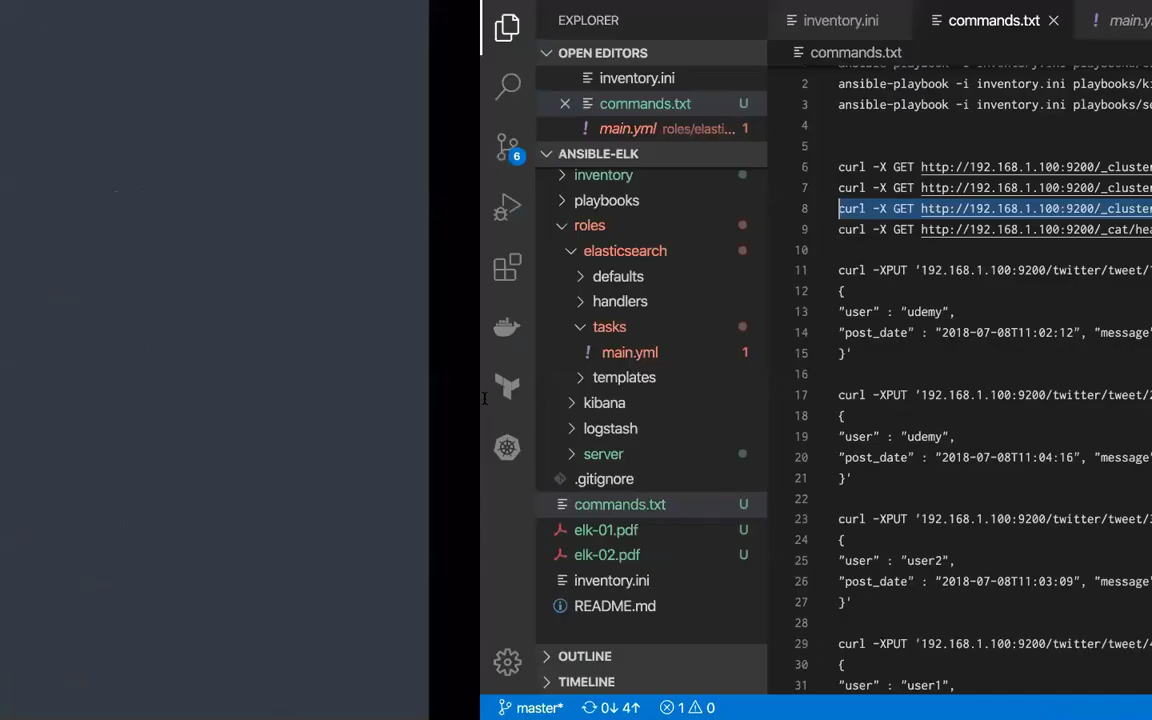 EXPLORER
OPEN EDITORS
inventory.ini
commands.txt U
main.yml roles/elasti... 1
ANSIBLE-ELK
inventory
playbooks
roles
elasticsearch
defaults
handlers
tasks
main.yml 1
templates
kibana
logstash
server
.gitignore
commands.txt U
elk-01.pdf U
elk-02.pdf U
inventory.ini
README.md
OUTLINE
TIMELINE
6
master* 0↓ 4↑ 1 0
inventory.ini commands.txt
commands.txt
2 ansible-playbook -i inventory.ini
3 ansible-playbook -i inventory.ini
4
5
6 curl -X GET http://192.168.1.100:9200/_cluster
7 curl -X GET http://192.168.1.100:9200/_cluster
8 curl -X GET http://192.168.1.100:9200/_cluster
9 curl -X GET http://192.168.1.100:9200/_cat/hea
10
11 curl -XPUT '192.168.1.100:9200/twitter/tweet/1
12 {
13 "user" : "udemy",
14 "post_date" : "2018-07-08T11:02:12", "message"
15 }'
16
17 curl -XPUT '192.168.1.100:9200/twitter/tweet/2
18 {
19 "user" : "udemy",
20 "post_date" : "2018-07-08T11:04:16", "message"
21 }'
22
23 curl -XPUT '192.168.1.100:9200/twitter/tweet/3
24 {
25 "user" : "user2",
26 "post_date" : "2018-07-08T11:03:09", "message"
27 }'
28
29 curl -XPUT '192.168.1.100:9200/twitter/tweet/4
30 {
31 "user" : "user1",